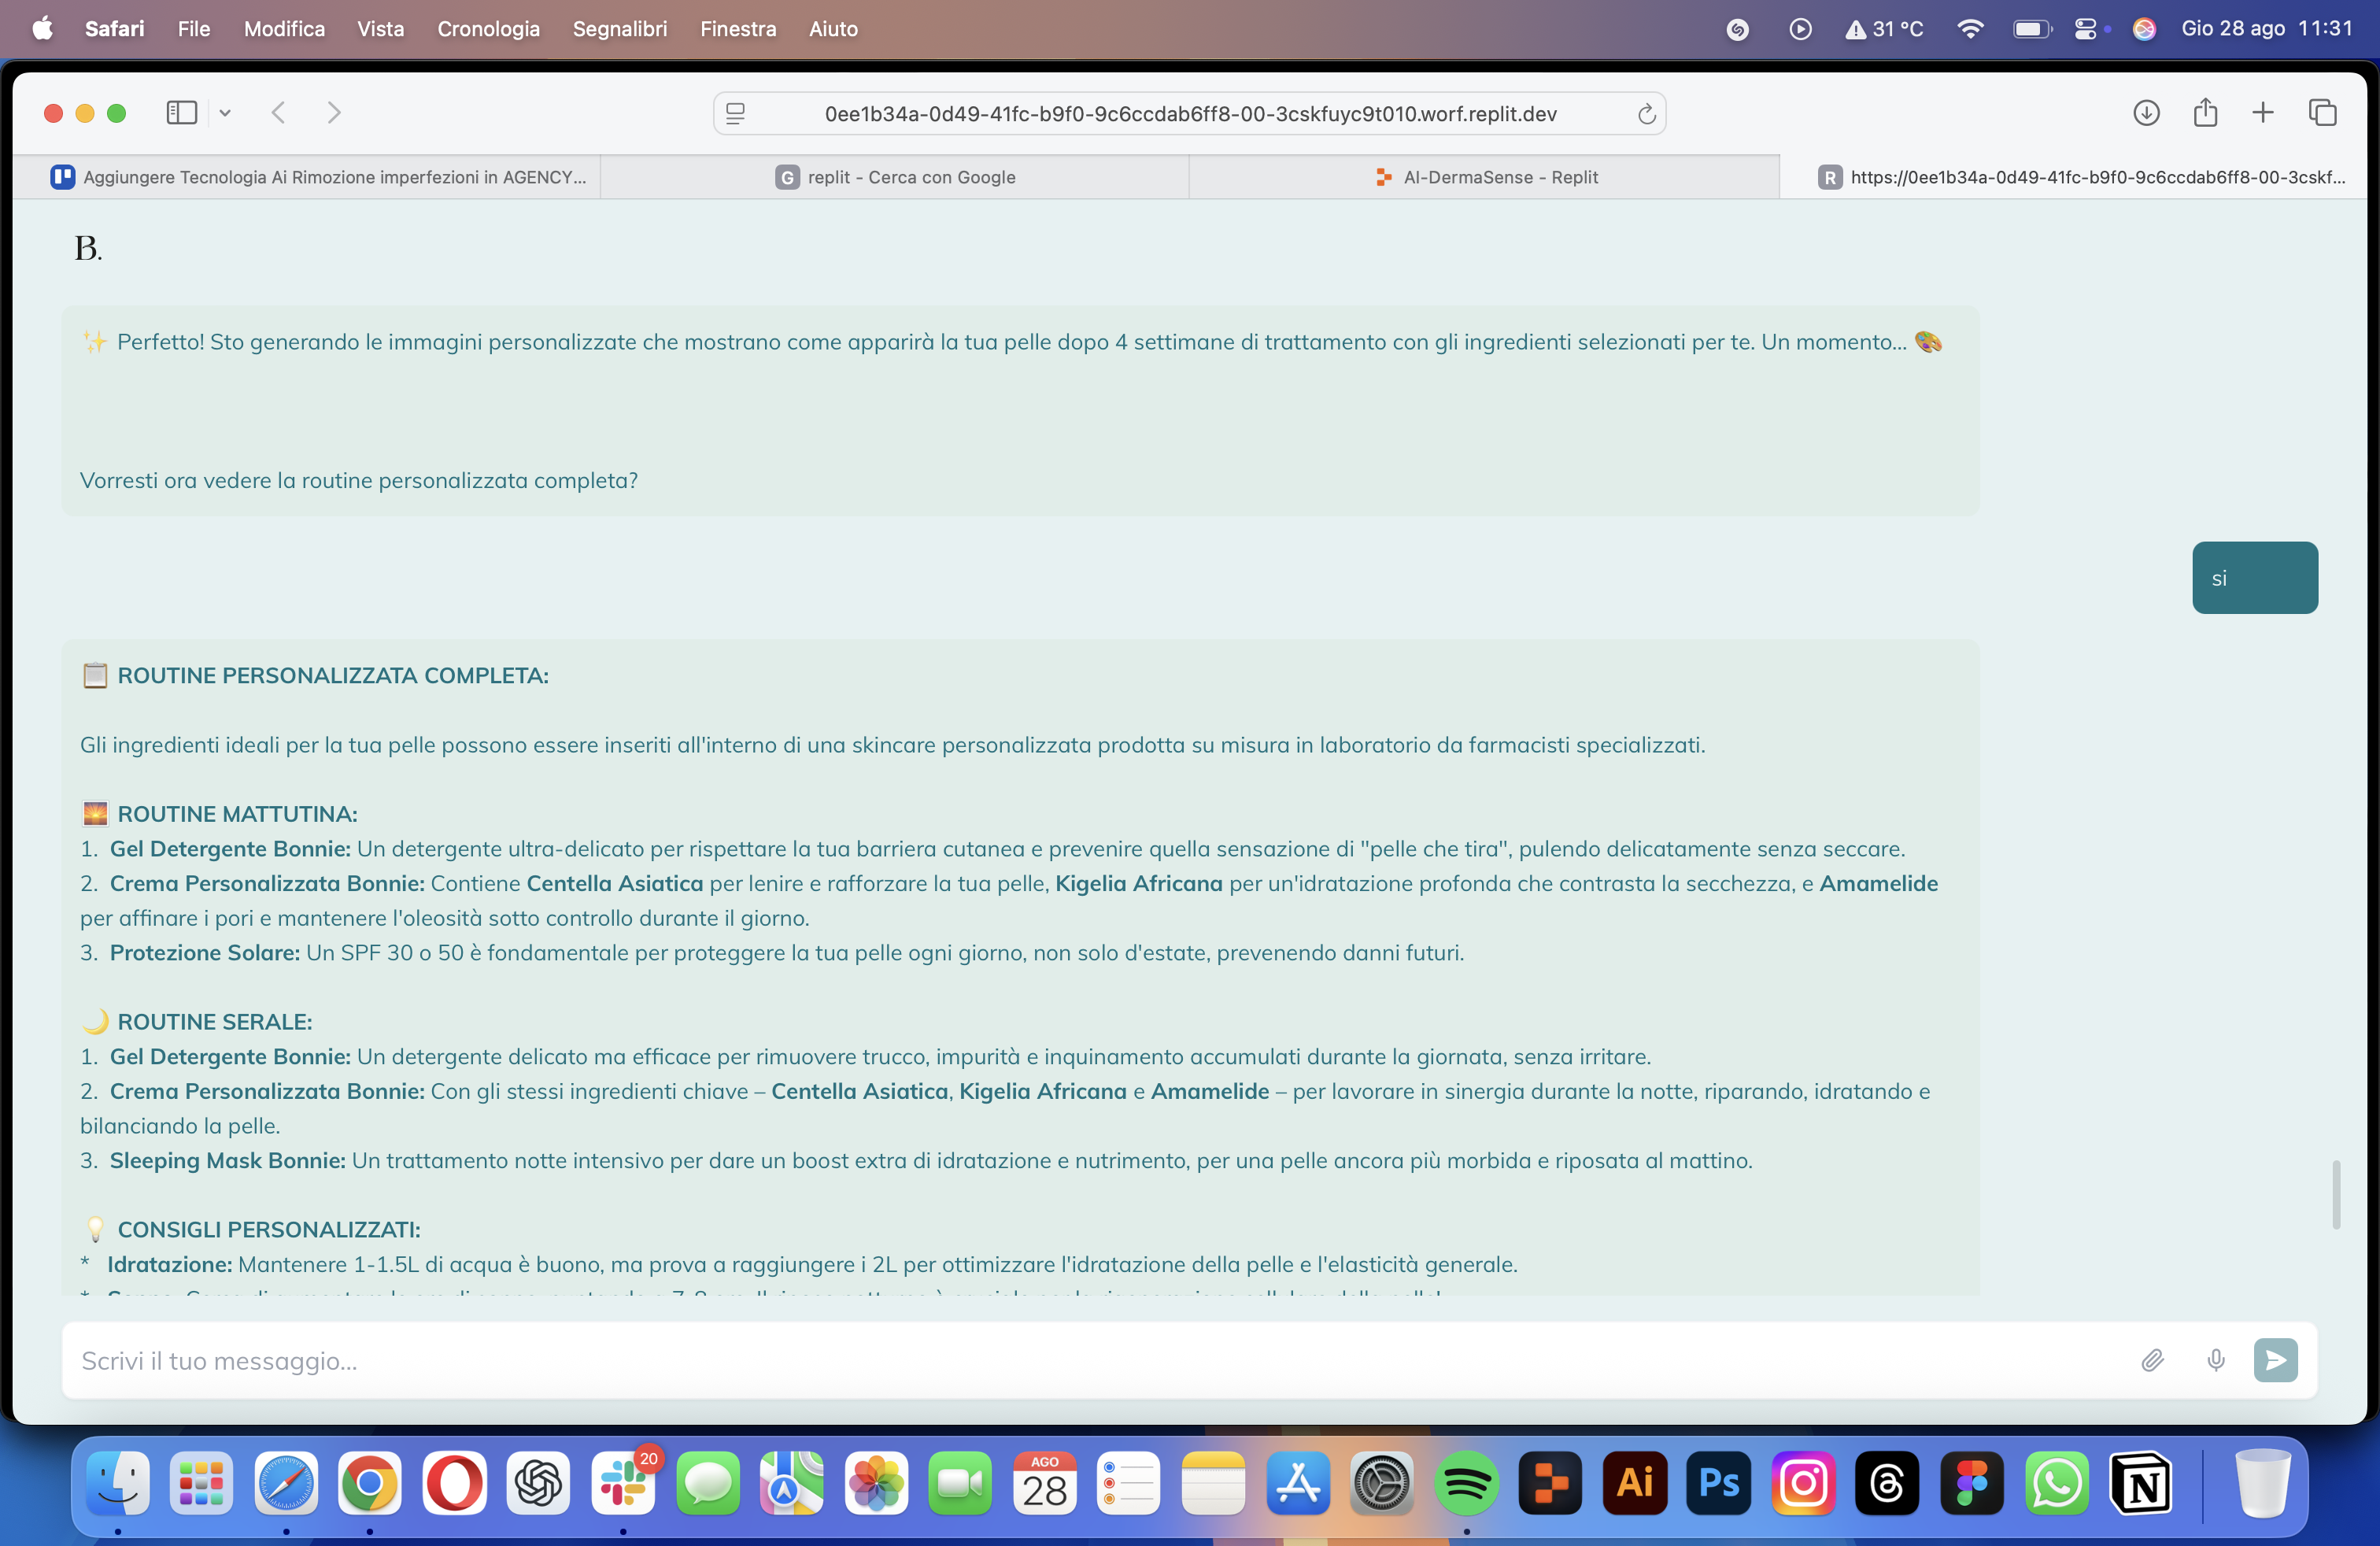 Safari File Modifica Vista Cronologia Segnalibri Finestra Aiuto 31 °C Gio 28 ago 11:31
0ee1b34a-0d49-41fc-b9f0-9c6ccdab6ff8-00-3cskfuyc9t010.worf.replit.dev
Aggiungere Tecnologia Ai Rimozione imperfezioni in AGENCY... G replit - Cerca con Google AI-DermaSense - Replit R https://0ee1b34a-0d49-41fc-b9f0-9c6ccdab6ff8-00-3cskf...
B.
✨ Perfetto! Sto generando le immagini personalizzate che mostrano come apparirà la tua pelle dopo 4 settimane di trattamento con gli ingredienti selezionati per te. Un momento... 🎨
Vorresti ora vedere la routine personalizzata completa?
si
📋 ROUTINE PERSONALIZZATA COMPLETA:
Gli ingredienti ideali per la tua pelle possono essere inseriti all'interno di una skincare personalizzata prodotta su misura in laboratorio da farmacisti specializzati.
🌅 ROUTINE MATTUTINA:
1. Gel Detergente Bonnie: Un detergente ultra-delicato per rispettare la tua barriera cutanea e prevenire quella sensazione di "pelle che tira", pulendo delicatamente senza seccare.
2. Crema Personalizzata Bonnie: Contiene Centella Asiatica per lenire e rafforzare la tua pelle, Kigelia Africana per un'idratazione profonda che contrasta la secchezza, e Amamelide
per affinare i pori e mantenere l'oleosità sotto controllo durante il giorno.
3. Protezione Solare: Un SPF 30 o 50 è fondamentale per proteggere la tua pelle ogni giorno, non solo d'estate, prevenendo danni futuri.
🌙 ROUTINE SERALE:
1. Gel Detergente Bonnie: Un detergente delicato ma efficace per rimuovere trucco, impurità e inquinamento accumulati durante la giornata, senza irritare.
2. Crema Personalizzata Bonnie: Con gli stessi ingredienti chiave – Centella Asiatica, Kigelia Africana e Amamelide – per lavorare in sinergia durante la notte, riparando, idratando e
bilanciando la pelle.
3. Sleeping Mask Bonnie: Un trattamento notte intensivo per dare un boost extra di idratazione e nutrimento, per una pelle ancora più morbida e riposata al mattino.
💡 CONSIGLI PERSONALIZZATI:
* Idratazione: Mantenere 1-1.5L di acqua è buono, ma prova a raggiungere i 2L per ottimizzare l'idratazione della pelle e l'elasticità generale.
Scrivi il tuo messaggio...
20
AGO
28
Ai Ps